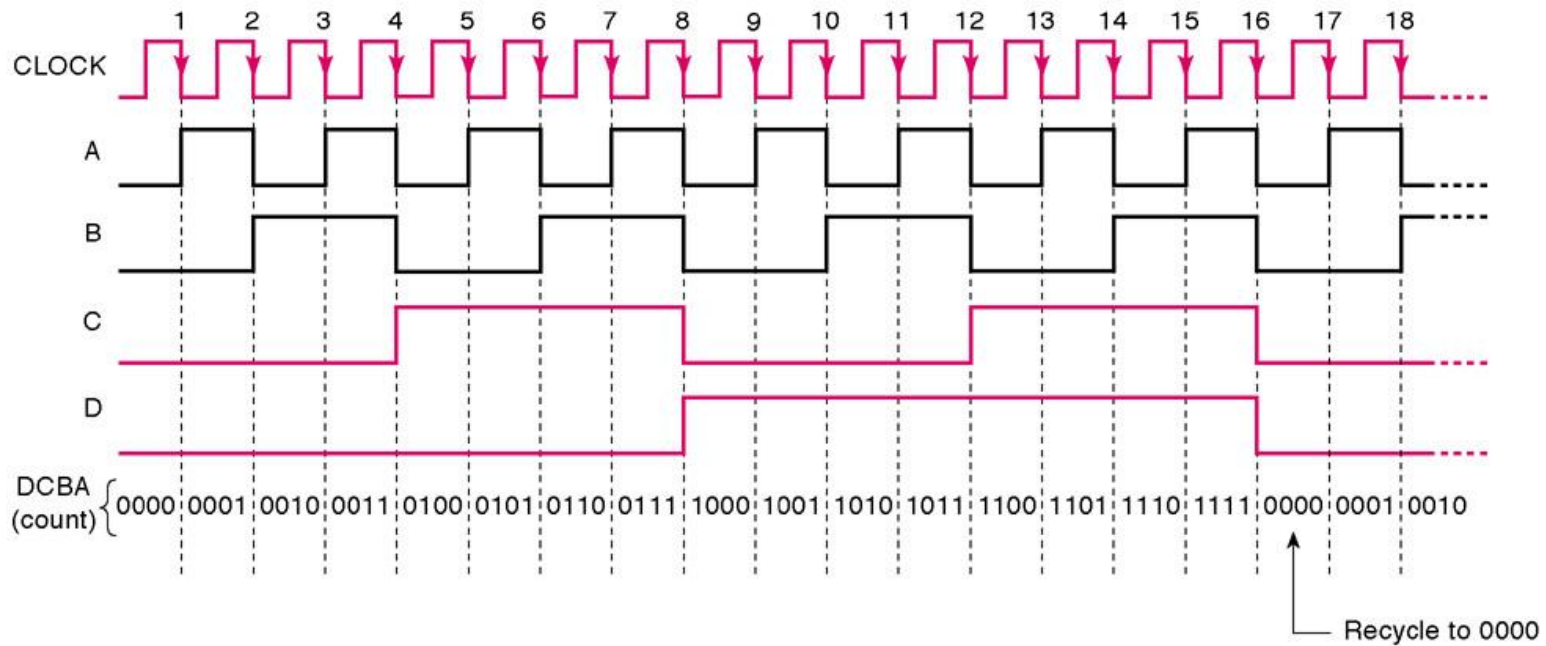 1 2 3 4 5 6 7 8 9 10 11 12 13 14 15 16 17 18
CLOCK
A
B
C
D
DCBA
(count)
0000 0001 0010 0011 0100 0101 0110 0111 1000 1001 1010 1011 1100 1101 1110 1111 0000 0001 0010
Recycle to 0000